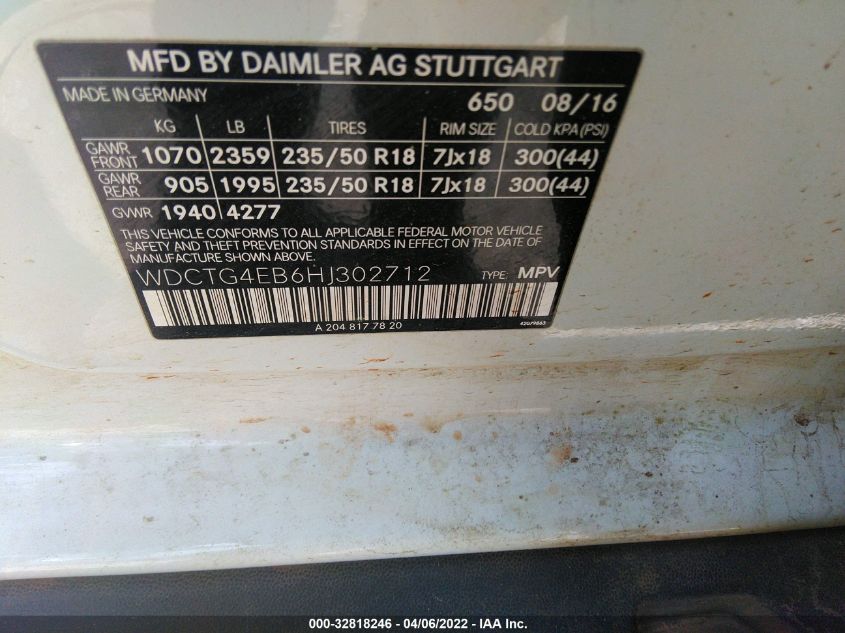 MFD BY DAIMLER AG STUTTGART
MADE IN GERMANY 650 08/16
KG LB TIRES RIM SIZE COLD KPA(PSI)
GAWR FRONT 1070 2359 235/50 R18 7Jx18 300(44)
GAWR REAR 905 1995 235/50 R18 7Jx18 300(44)
GVWR 1940 4277
THIS VEHICLE CONFORMS TO ALL APPLICABLE FEDERAL MOTOR VEHICLE
SAFETY AND THEFT PREVENTION STANDARDS IN EFFECT ON THE DATE OF
MANUFACTURE SHOWN ABOVE.
WDCTG4EB6HJ302712 TYPE: MPV
A 204 817 78 20 42079863
000-32818246 - 04/06/2022 - IAA Inc.